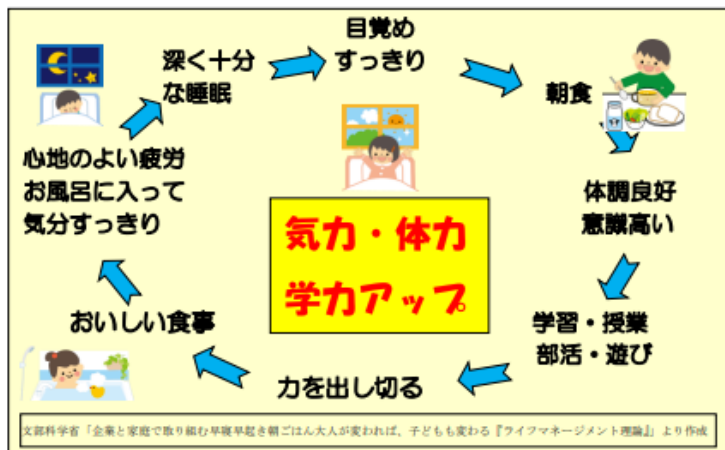 目覚め
すっきり
朝食
体調良好
意識高い
学習・授業
部活・遊び
力を出し切る
おいしい食事
心地のよい疲労
お風呂に入って
気分すっきり
深く十分
な睡眠
気力・体力
学力アップ
文部科学省「企業と家庭で取り組む早寝早起き朝ごはん大人が変われば，子どもも変わる『ライフマネージメント理論』」より作成